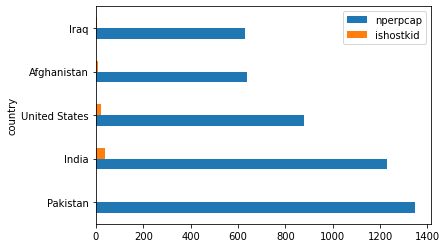 nperpcap
ishostkid
country
Iraq
Afghanistan
United States
India
Pakistan
0 200 400 600 800 1000 1200 1400